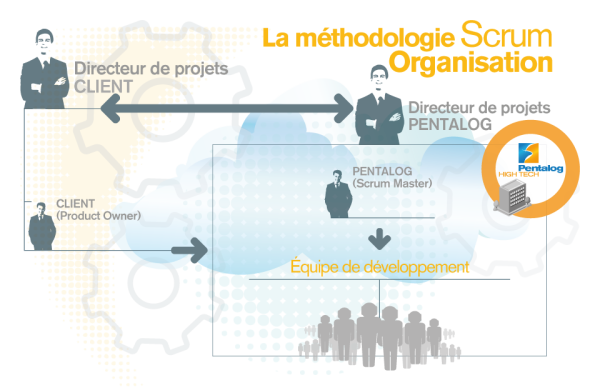 La méthodologie Scrum
Organisation
Directeur de projets
CLIENT
Directeur de projets
PENTALOG
Pentalog
HIGH TECH
PENTALOG
(Scrum Master)
CLIENT
(Product Owner)
Équipe de développement